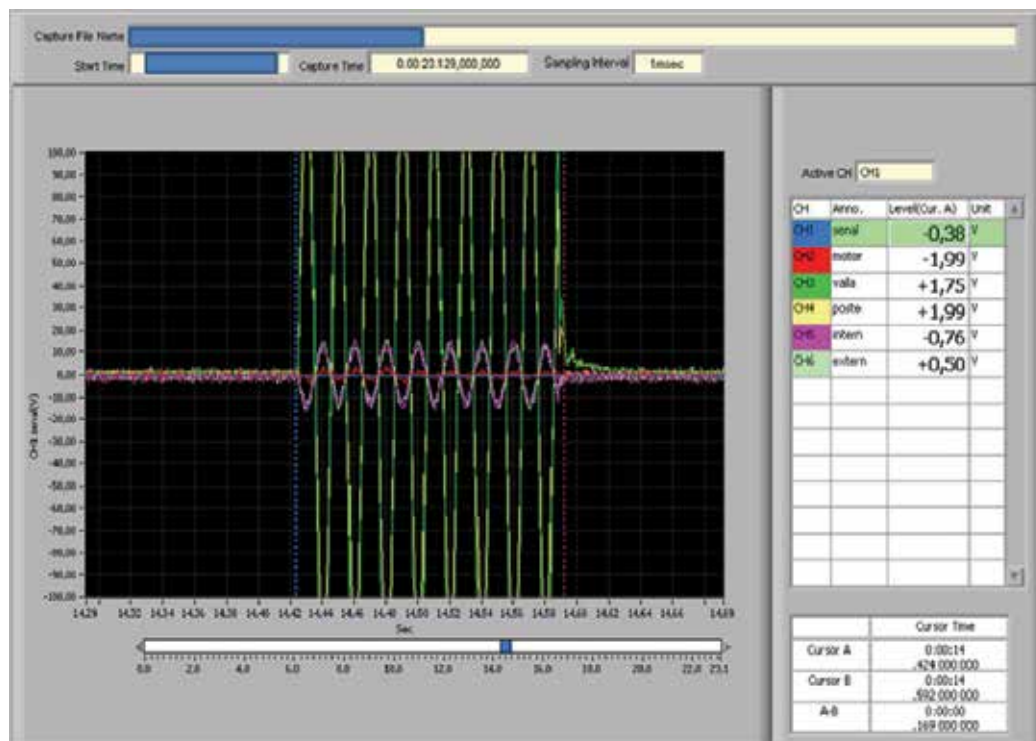 Capture File Name
Start Time Capture Time 0:00:23.129,000,000 Sampling Interval 1msec
Active CH CH1
CH Anno. Level(Cur. A) Unit
CH1 senal -0,38 V
CH2 motor -1,99 V
CH3 valla +1,75 V
CH4 poste +1,99 V
CH5 intern -0,76 V
CH6 extern +0,50 V
CH1 senal(V)
100,00
90,00
80,00
70,00
60,00
50,00
40,00
30,00
20,00
10,00
0,00
-10,00
-20,00
-30,00
-40,00
-50,00
-60,00
-70,00
-80,00
-90,00
-100,00
14,29 14,32 14,34 14,36 14,38 14,40 14,42 14,44 14,46 14,48 14,50 14,52 14,54 14,56 14,58 14,60 14,62 14,64 14,66 14,69
Sec
0,0 2,0 4,0 6,0 8,0 10,0 12,0 14,0 16,0 18,0 20,0 22,0 23,1
Cursor Time
Cursor A 0:00:14
.424 000 000
Cursor B 0:00:14
.592 000 000
A-B 0:00:00
.169 000 000